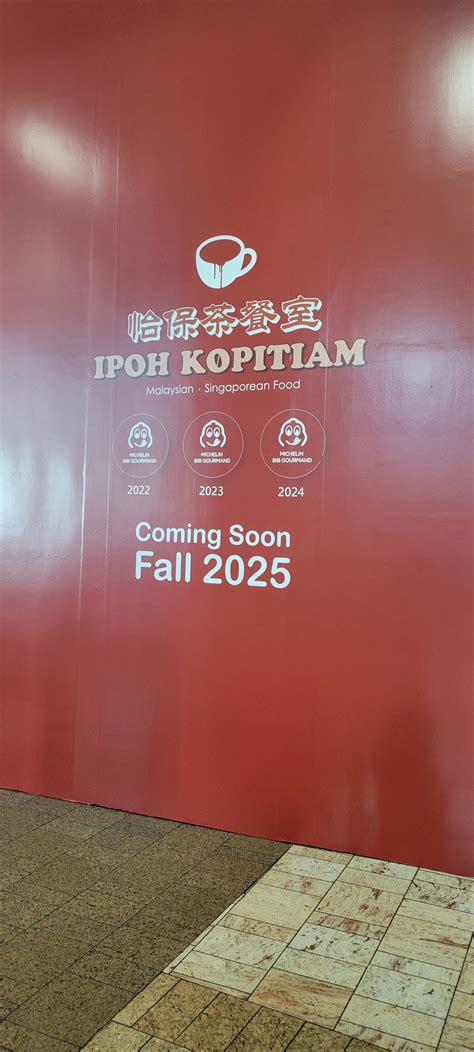 怡保茶餐室
IPOH KOPITIAM
Malaysian · Singaporean Food
MICHELIN MICHELIN MICHELIN
BIB GOURMAND BIB GOURMAND BIB GOURMAND
2022 2023 2024
Coming Soon
Fall 2025